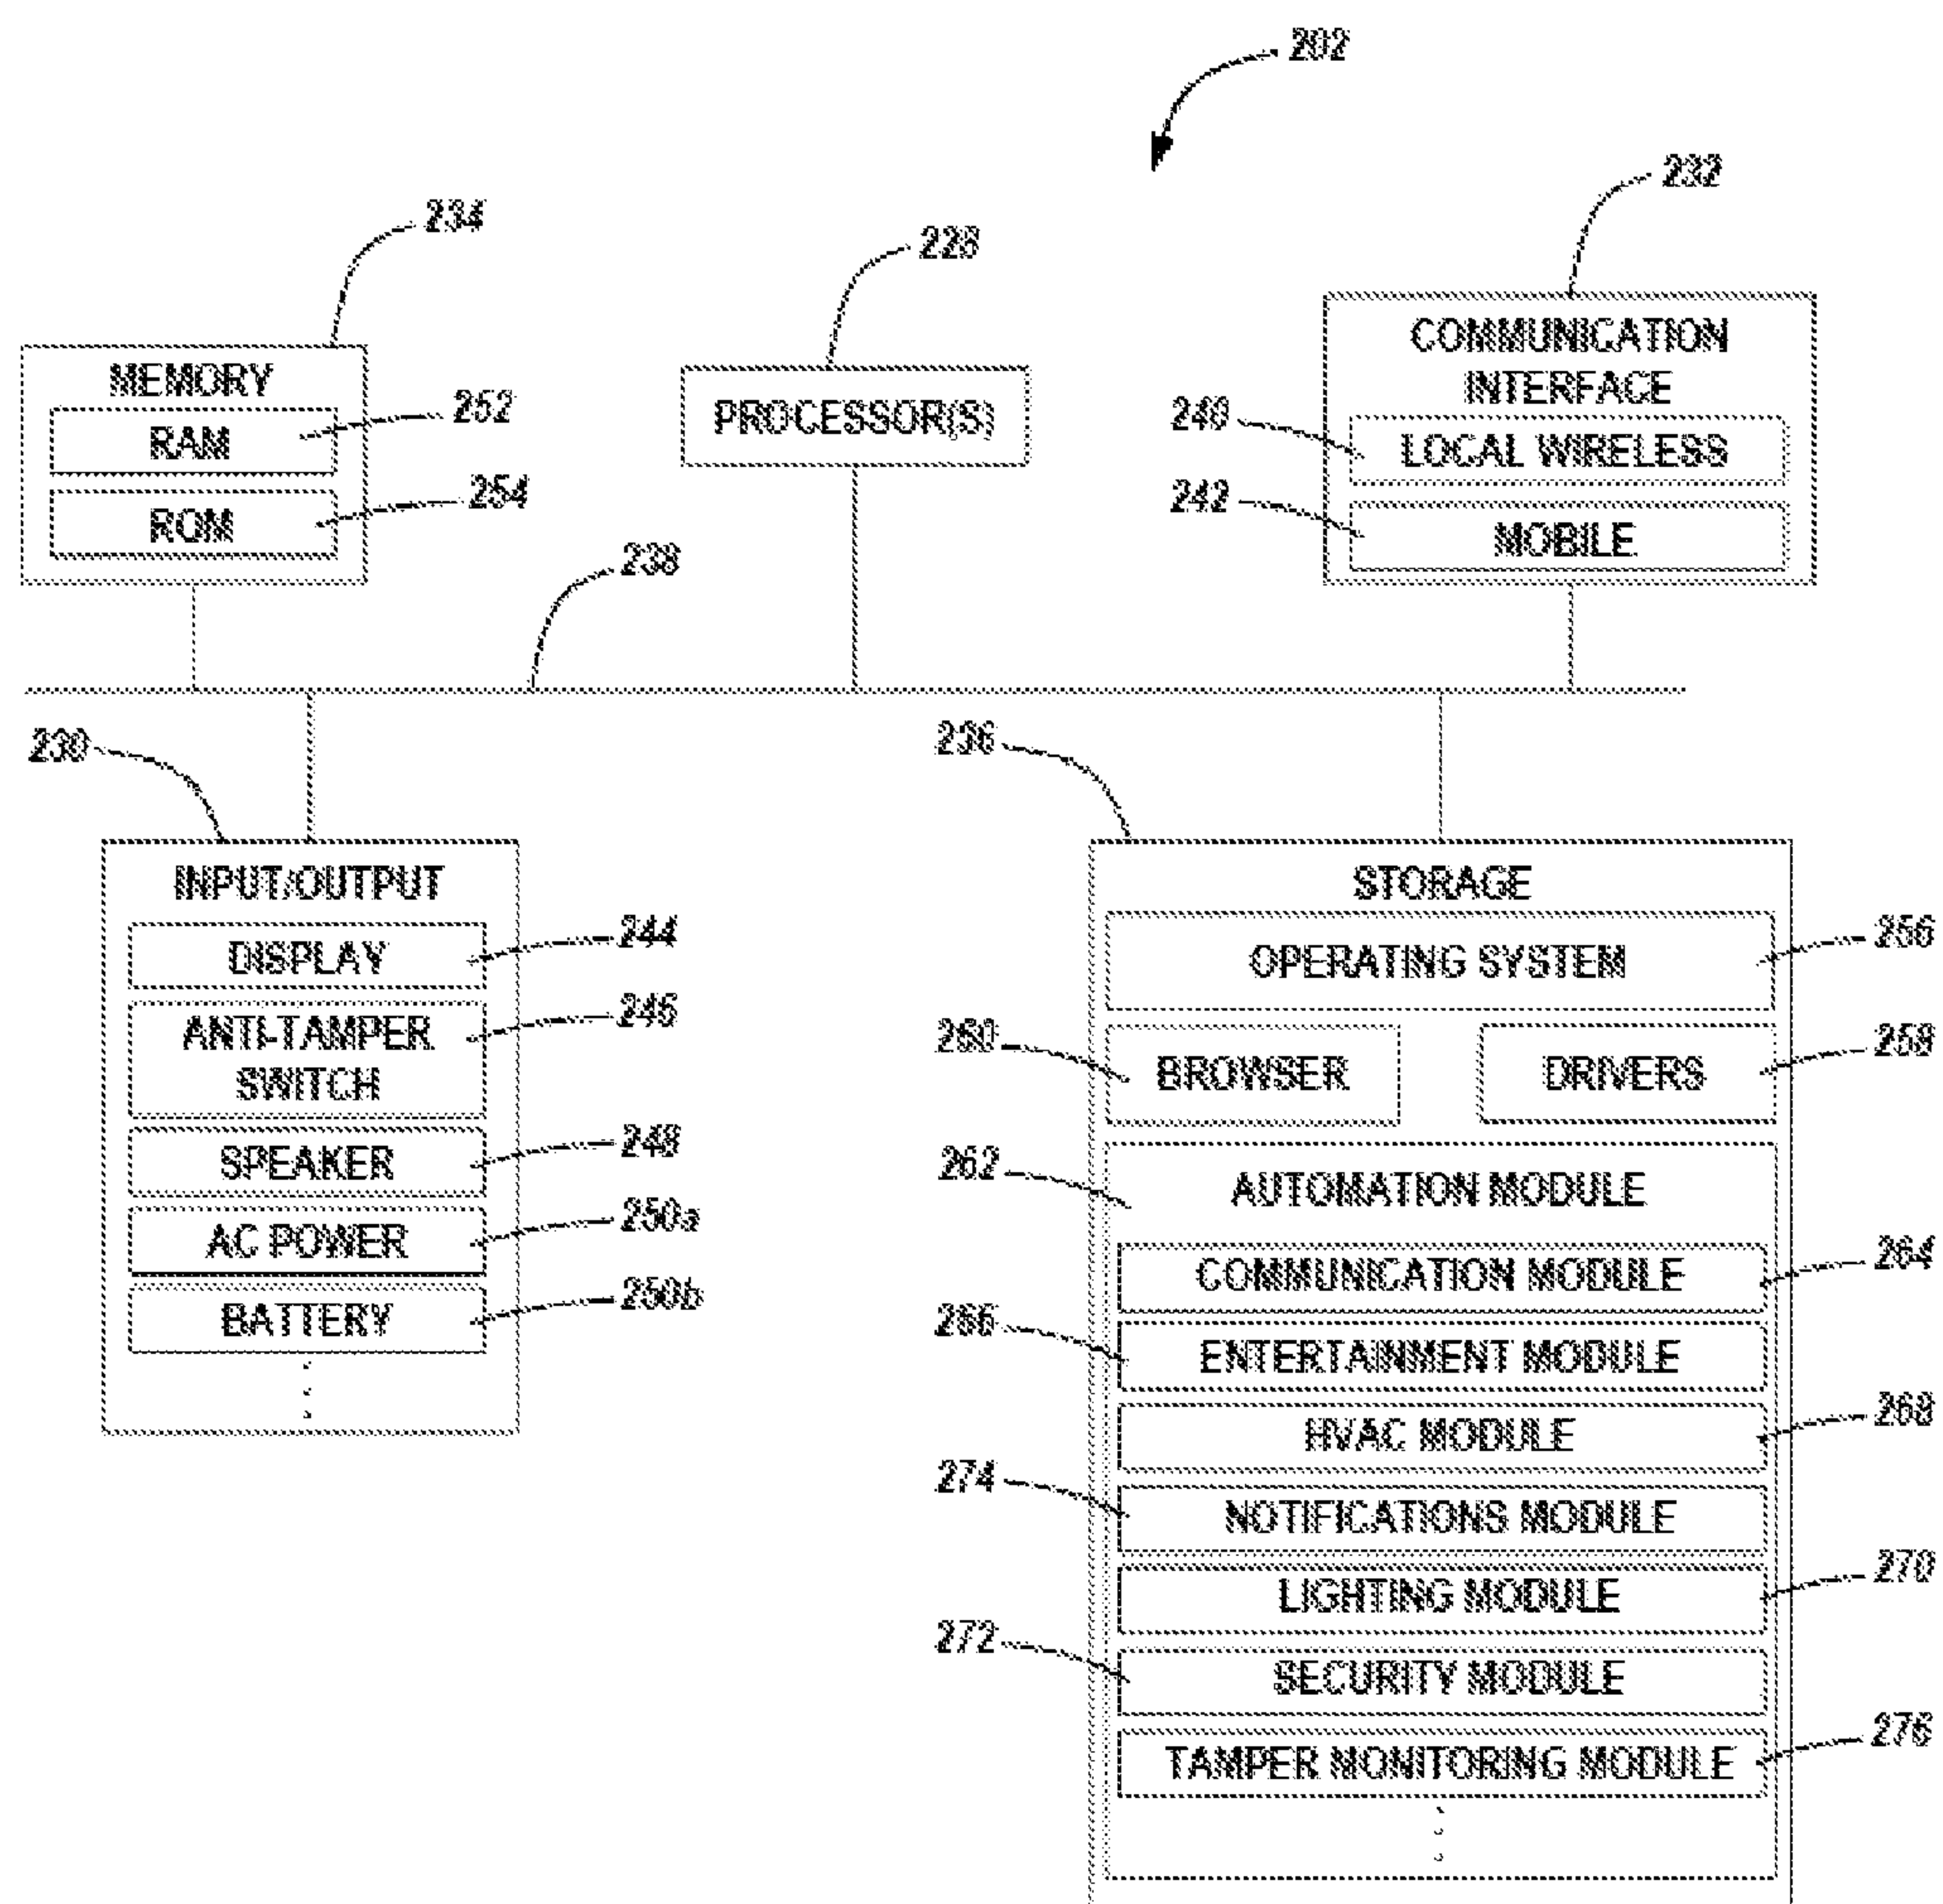 202
232
234
228
MEMORY
RAM
252
ROM
254
PROCESSOR(S)
COMMUNICATION
INTERFACE
240
LOCAL WIRELESS
242
MOBILE
238
230
INPUT/OUTPUT
DISPLAY
244
ANTI-TAMPER
SWITCH
246
SPEAKER
248
AC POWER
250a
BATTERY
250b
236
STORAGE
OPERATING SYSTEM
256
260
BROWSER
DRIVERS
258
262
AUTOMATION MODULE
COMMUNICATION MODULE
264
266
ENTERTAINMENT MODULE
HVAC MODULE
268
274
NOTIFICATIONS MODULE
LIGHTING MODULE
270
272
SECURITY MODULE
TAMPER MONITORING MODULE
276